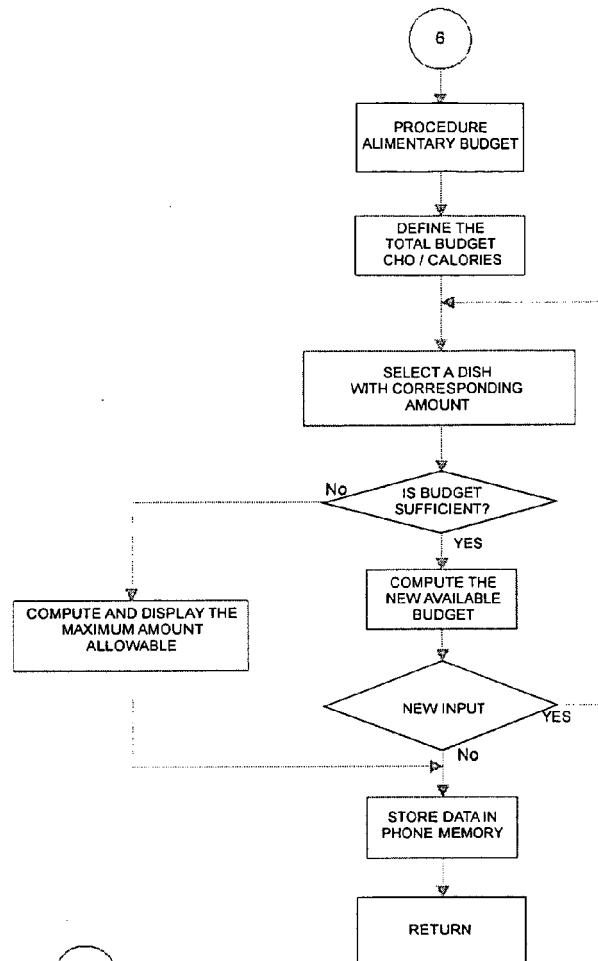 6
PROCEDURE
ALIMENTARY BUDGET
DEFINE THE
TOTAL BUDGET
CHO / CALORIES
SELECT A DISH
WITH CORRESPONDING
AMOUNT
No
IS BUDGET
SUFFICIENT?
YES
COMPUTE THE
NEW AVAILABLE
BUDGET
COMPUTE AND DISPLAY THE
MAXIMUM AMOUNT
ALLOWABLE
NEW INPUT
YES
No
STORE DATA IN
PHONE MEMORY
RETURN